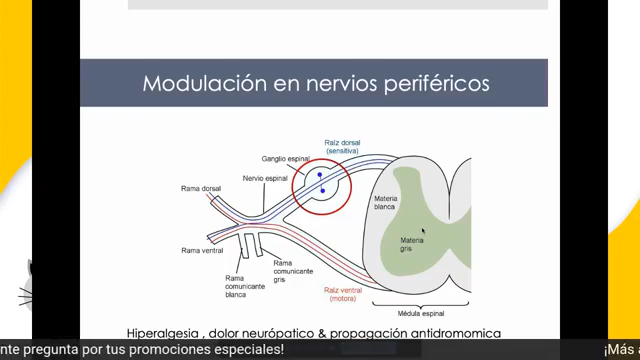 Modulación en nervios periféricos
Raíz dorsal
(sensitiva)
Ganglio espinal
Nervio espinal
Rama dorsal
Materia
blanca
Materia
gris
Rama ventral
Rama
comunicante
blanca
Rama
comunicante
gris
Raíz ventral
(motora)
Médula espinal
Hiperalgesia , dolor neurópatico & propagación antidromomica
nte pregunta por tus promociones especiales!
¡Más a